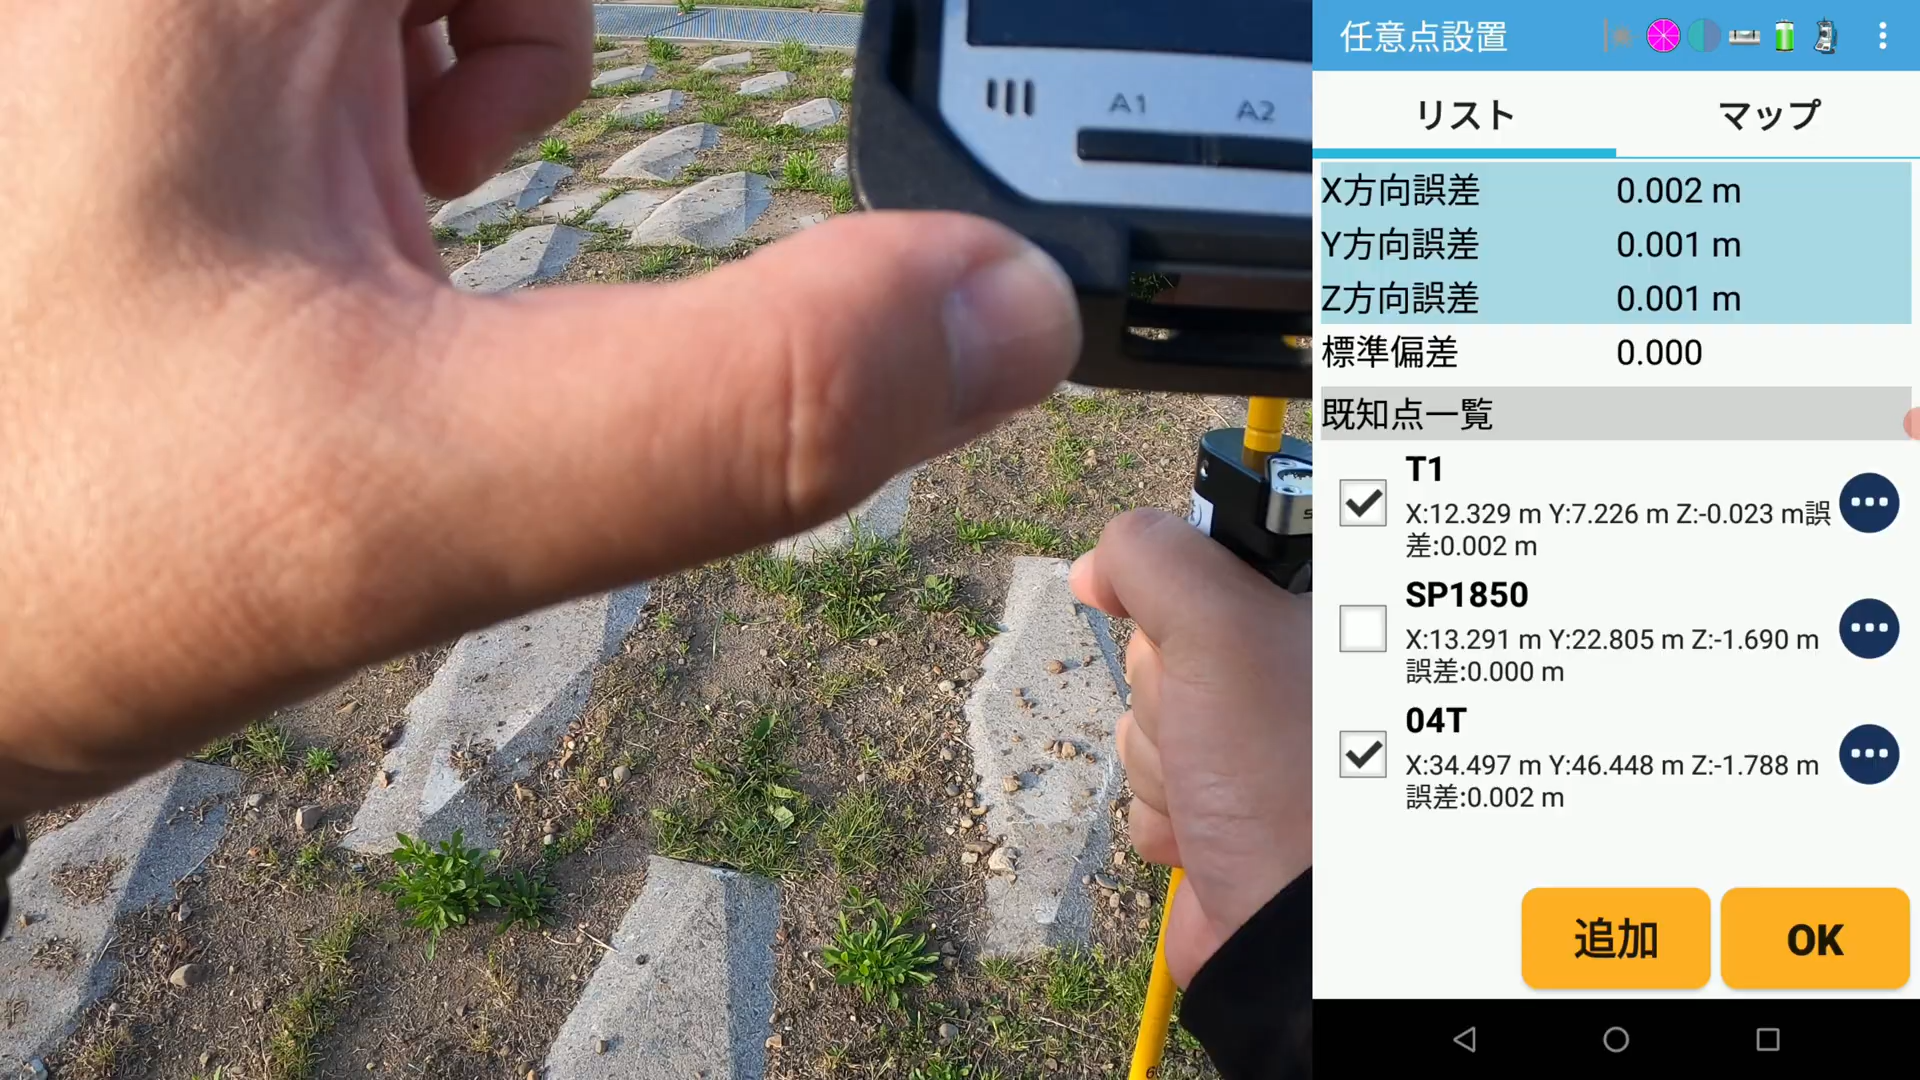 A1 A2
任意点設置
リスト マップ
X方向誤差 0.002 m
Y方向誤差 0.001 m
Z方向誤差 0.001 m
標準偏差 0.000
既知点一覧
T1
X:12.329 m Y:7.226 m Z:-0.023 m誤
差:0.002 m
SP1850
X:13.291 m Y:22.805 m Z:-1.690 m
誤差:0.000 m
04T
X:34.497 m Y:46.448 m Z:-1.788 m
誤差:0.002 m
追加 OK